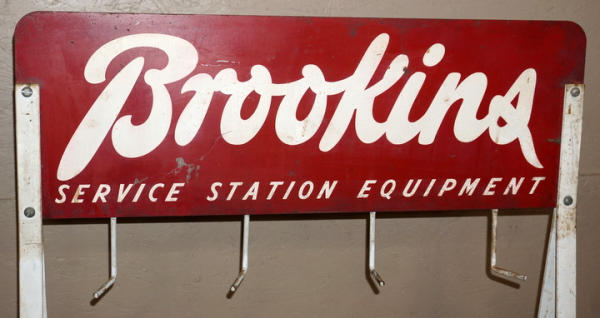 Brookins
SERVICE STATION EQUIPMENT